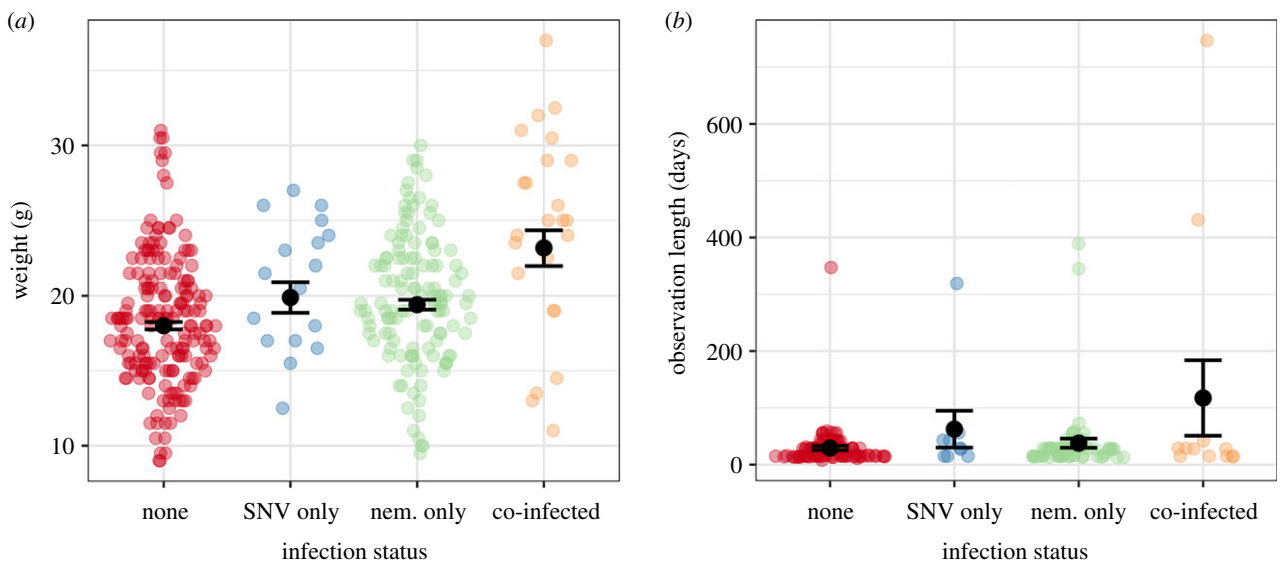 (a)
weight (g)
30
20
10
none
SNV only
nem. only
co-infected
infection status
(b)
observation length (days)
600
400
200
0
none
SNV only
nem. only
co-infected
infection status